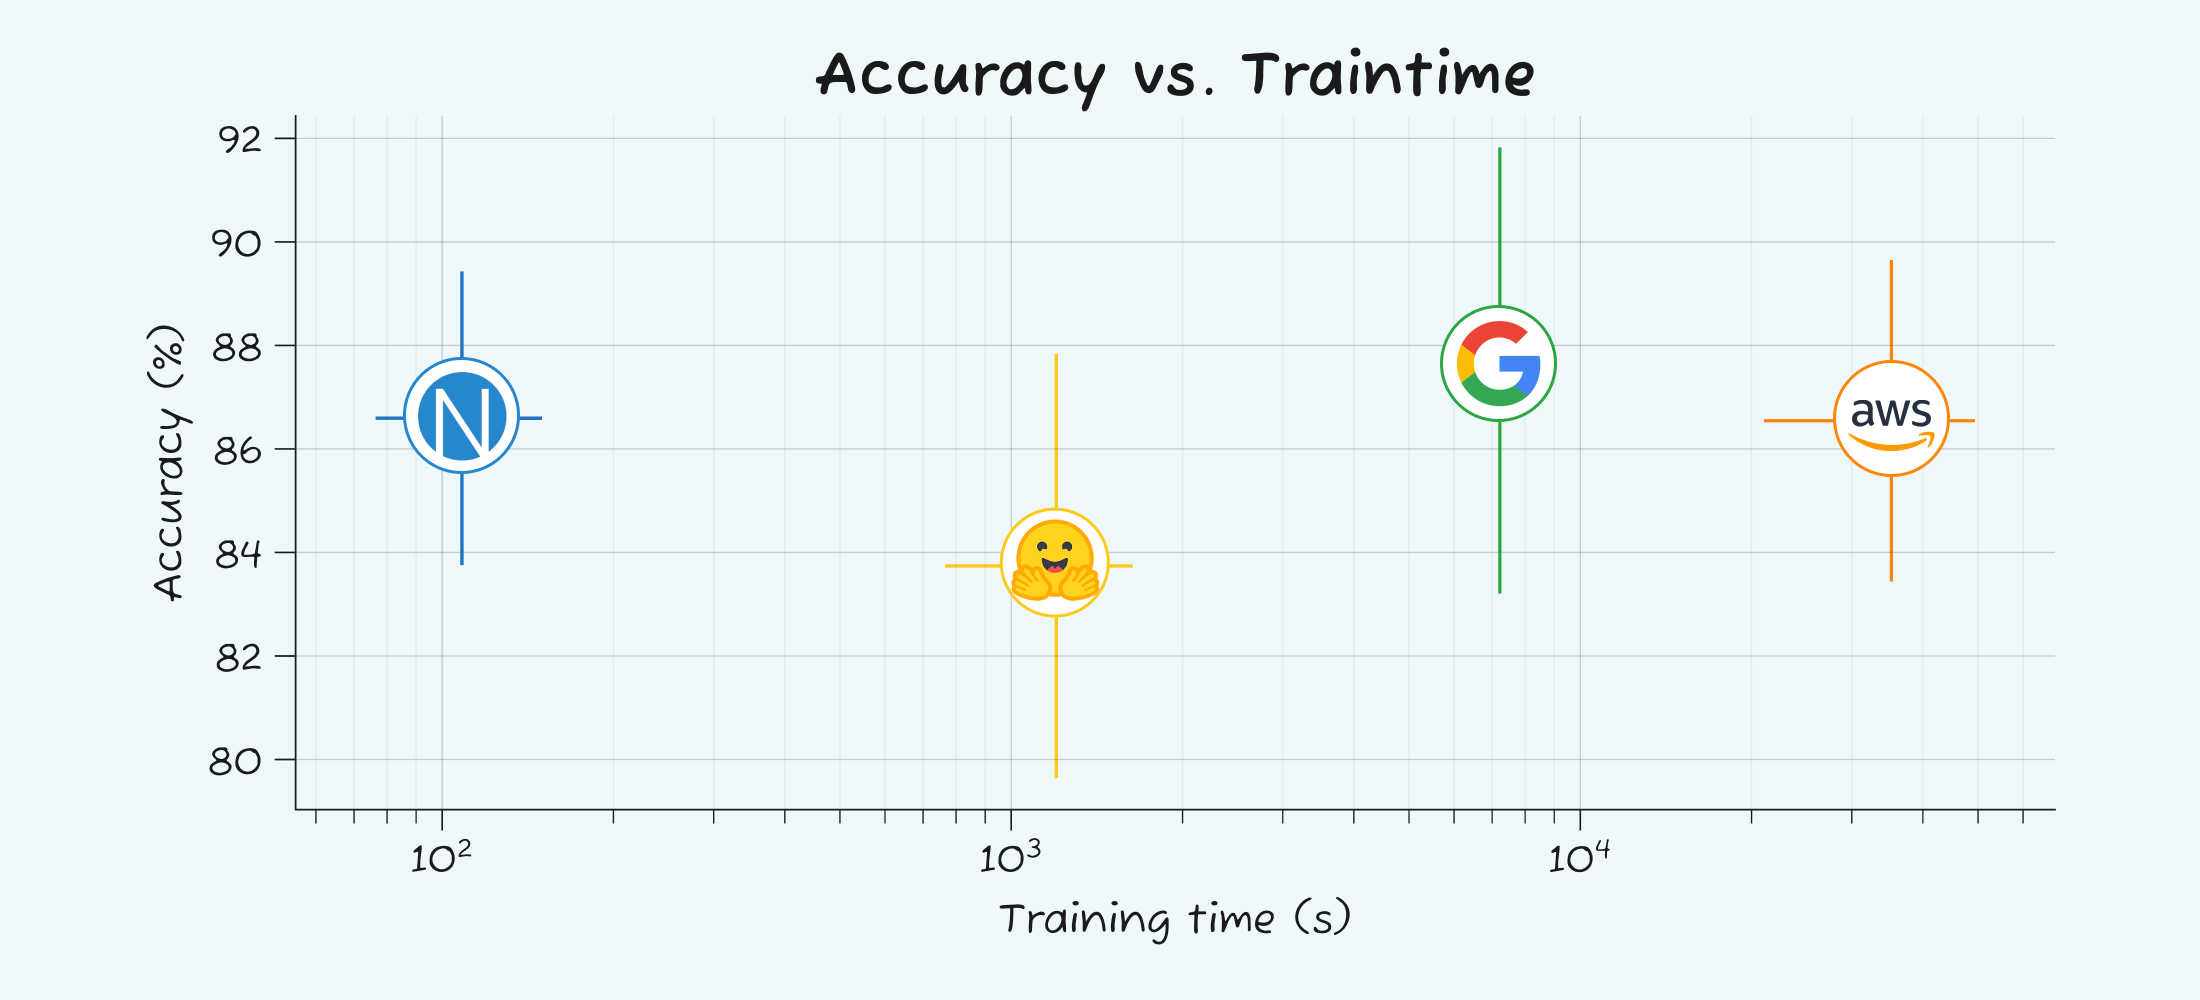 Accuracy vs. Traintime
Accuracy (%)
92
90
88
86
84
82
80
N
aws
10²
10³
10⁴
Training time (s)